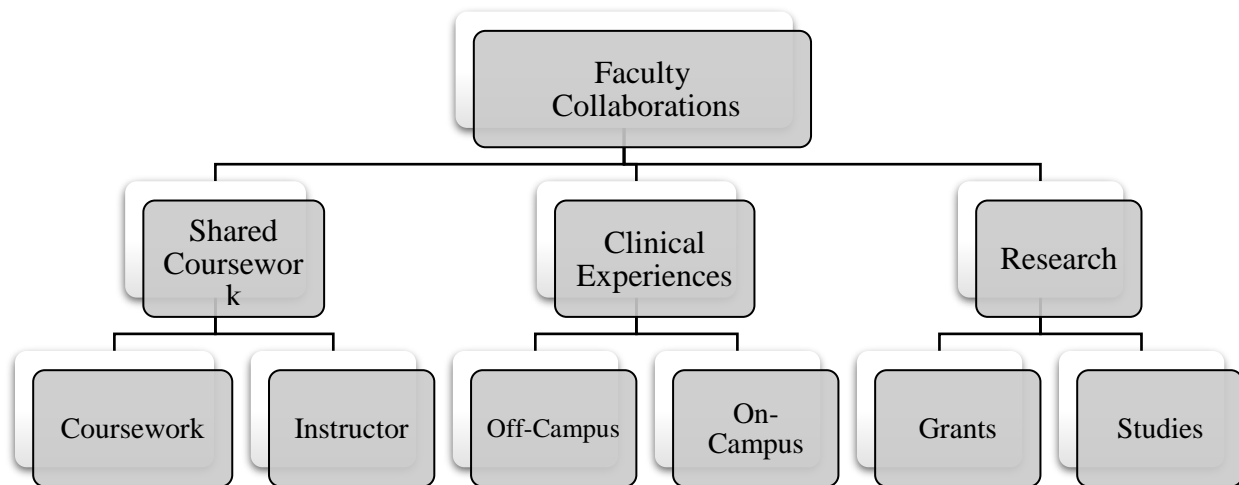 Faculty
Collaborations
Shared
Coursewor
k
Clinical
Experiences
Research
Coursework
Instructor
Off-Campus
On-
Campus
Grants
Studies